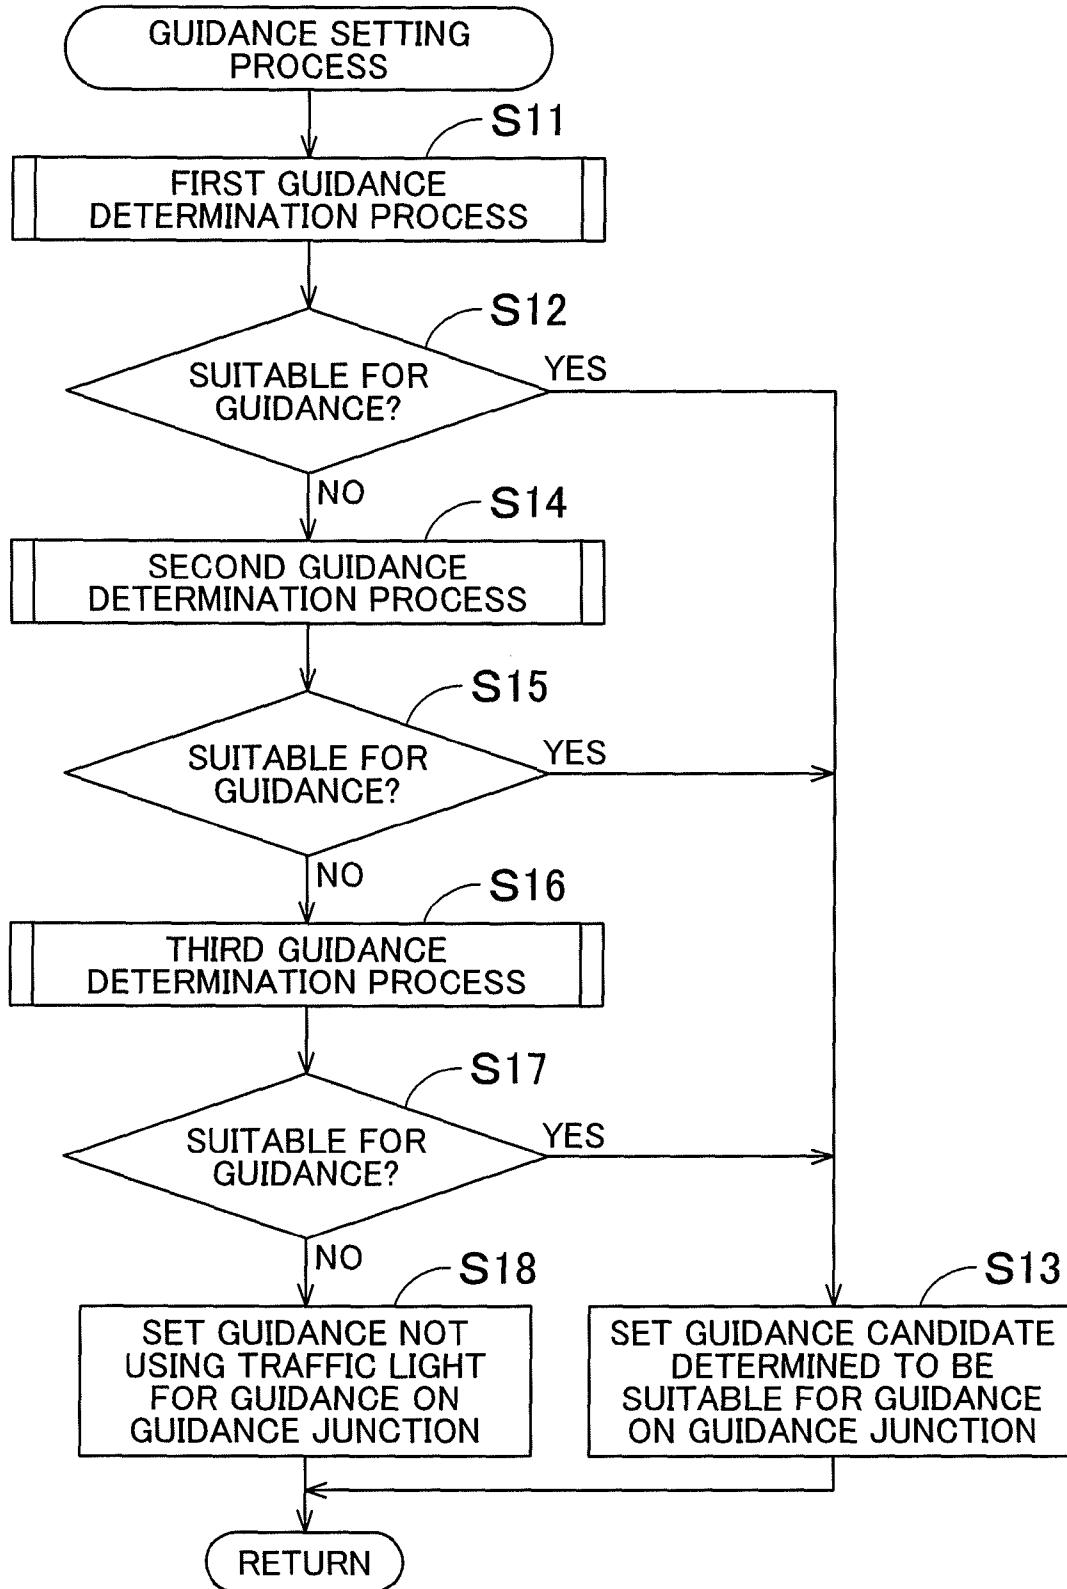 GUIDANCE SETTING
PROCESS
S11
FIRST GUIDANCE
DETERMINATION PROCESS
S12
SUITABLE FOR
GUIDANCE?
YES
NO
S14
SECOND GUIDANCE
DETERMINATION PROCESS
S15
SUITABLE FOR
GUIDANCE?
YES
NO
S16
THIRD GUIDANCE
DETERMINATION PROCESS
S17
SUITABLE FOR
GUIDANCE?
YES
NO
S18
SET GUIDANCE NOT
USING TRAFFIC LIGHT
FOR GUIDANCE ON
GUIDANCE JUNCTION
S13
SET GUIDANCE CANDIDATE
DETERMINED TO BE
SUITABLE FOR GUIDANCE
ON GUIDANCE JUNCTION
RETURN